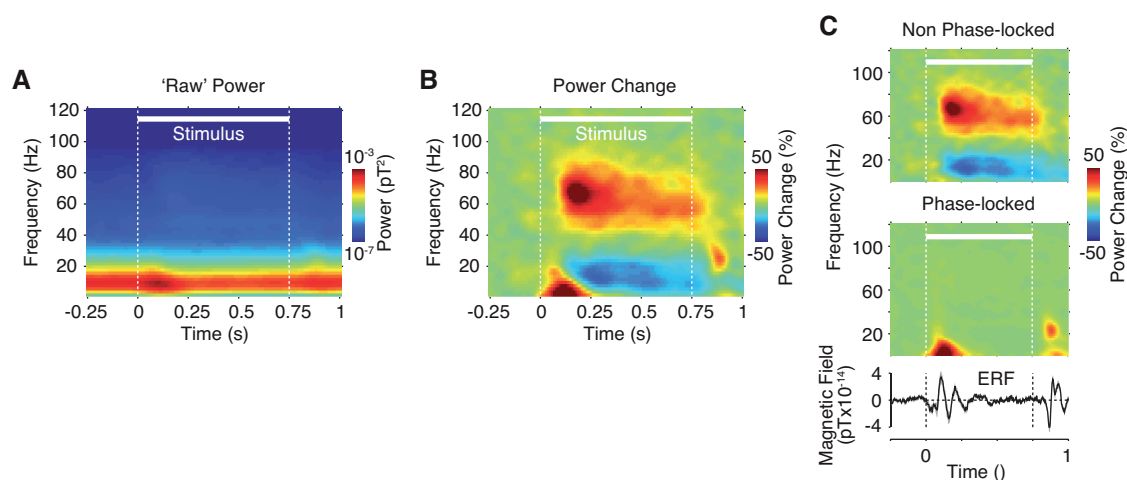 A
'Raw' Power
120
100
80
60
40
20
Frequency (Hz)
Stimulus
-0.25 0 0.25 0.5 0.75 1
Time (s)
10-3
10-7
Power (pT²)
B
Power Change
120
100
80
60
40
20
Frequency (Hz)
Stimulus
-0.25 0 0.25 0.5 0.75 1
Time (s)
50
-50
Power Change (%)
C
Non Phase-locked
100
60
20
Phase-locked
100
80
60
40
20
Frequency (Hz)
50
-50
Power Change (%)
ERF
4
0
-4
Magnetic Field
(pTx10-14)
0 1
Time ()